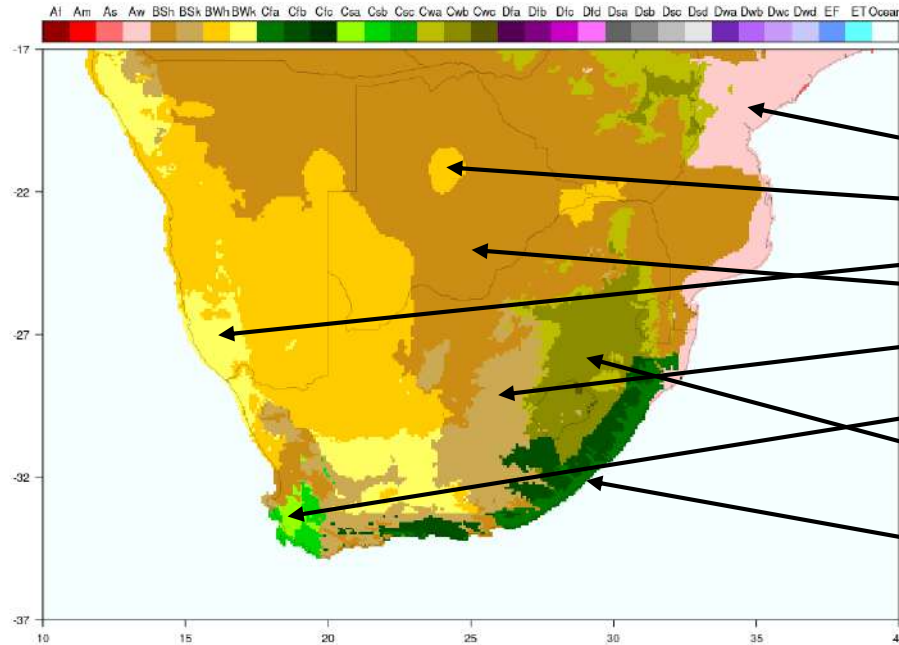 Af Am As Aw BSh BSk BWh BWk Cfa Cfb Cfc Csa Csb Csc Cwa Cwb Cwc Dfa Dfb Dfc Dfd Dsa Dsb Dsc Dsd Dwa Dwb Dwc Dwd EF ET Ocean
-17
-22
-27
-32
-37
10 15 20 25 30 35